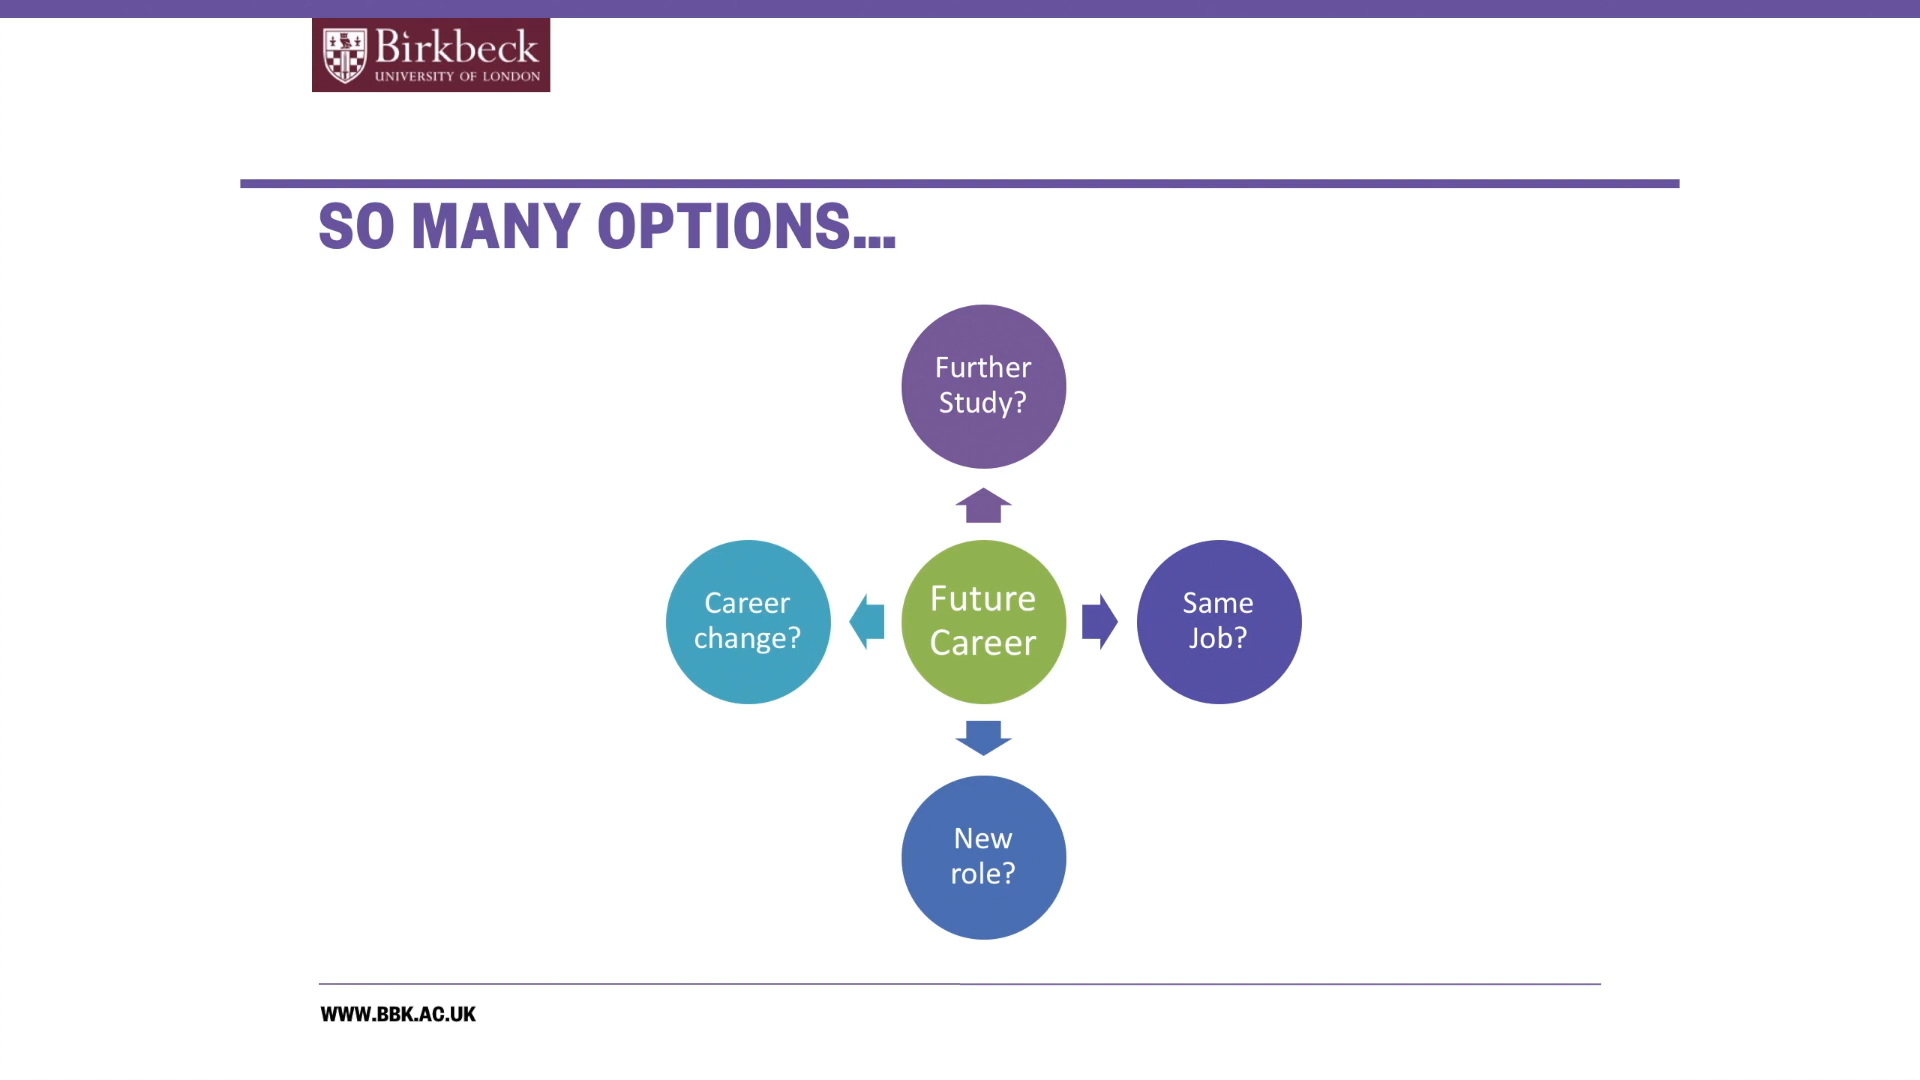 Birkbeck
UNIVERSITY OF LONDON
SO MANY OPTIONS...
Further
Study?
Career
change?
Future
Career
Same
Job?
New
role?
WWW.BBK.AC.UK